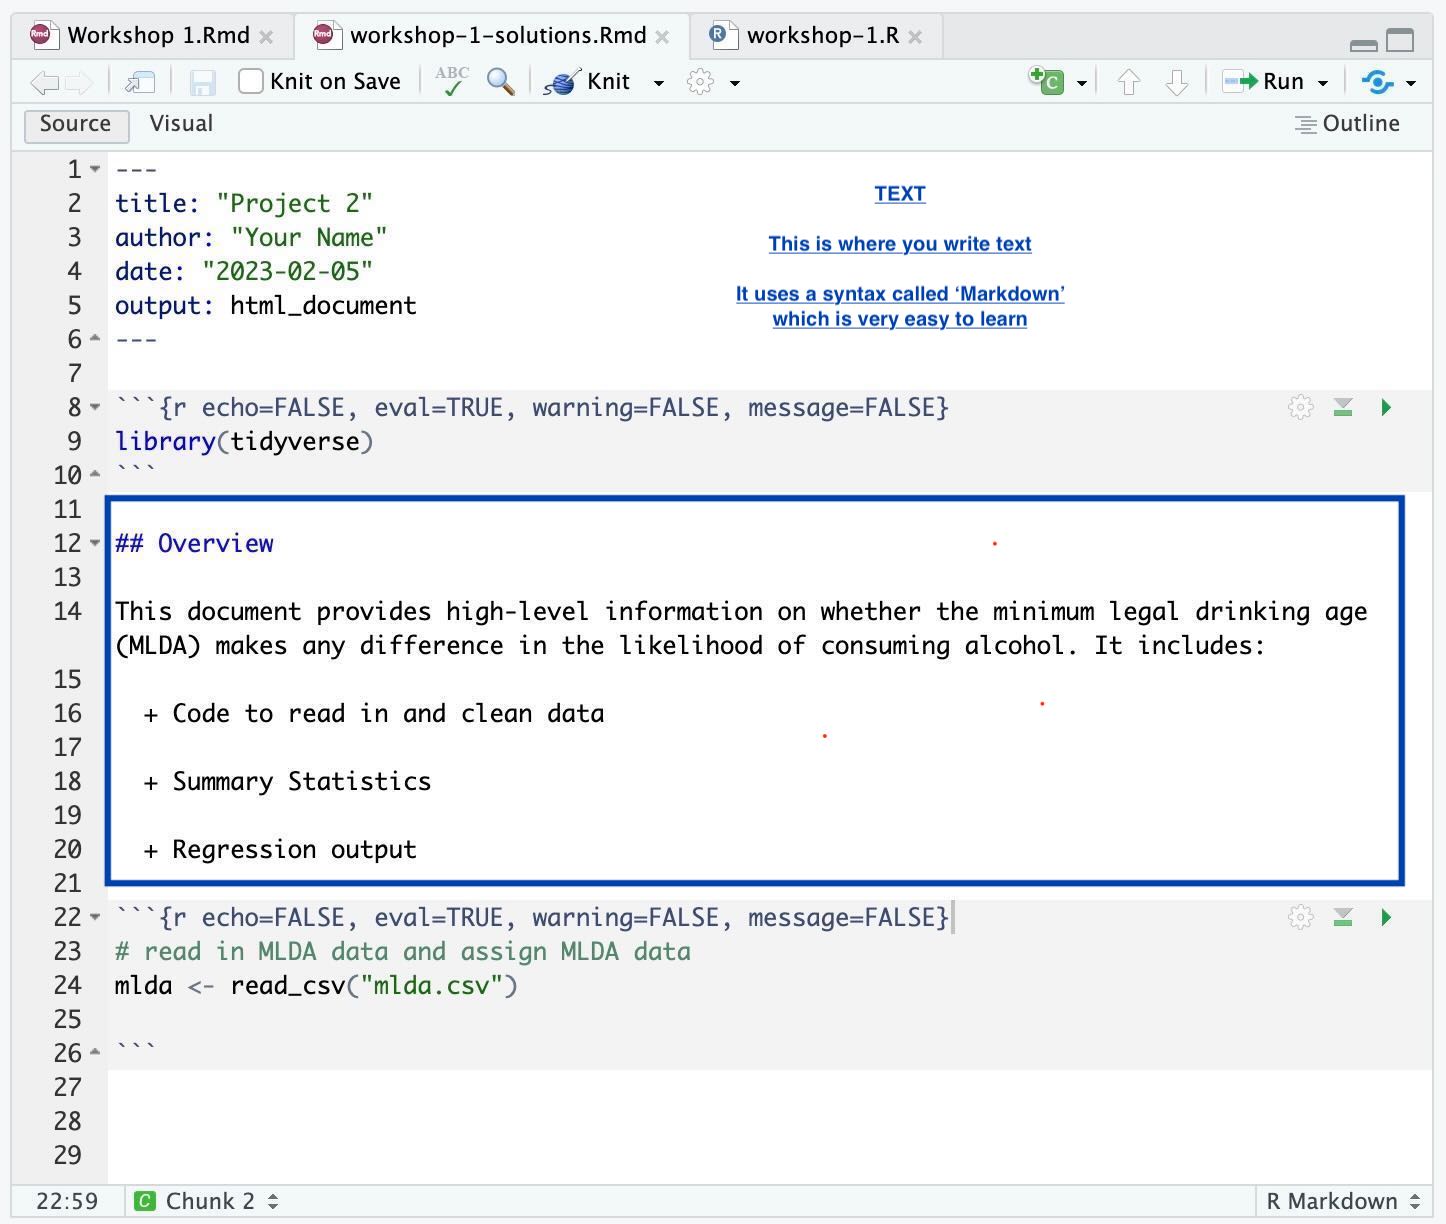 Workshop 1.Rmd
workshop-1-solutions.Rmd
workshop-1.R
Knit on Save
ABC
Knit
Run
Source
Visual
Outline
1 ---
2 title: "Project 2"
3 author: "Your Name"
4 date: "2023-02-05"
5 output: html_document
6 ---
7
TEXT
This is where you write text
It uses a syntax called ‘Markdown’
which is very easy to learn
8 ```{r echo=FALSE, eval=TRUE, warning=FALSE, message=FALSE}
9 library(tidyverse)
10 ```
11
12 ## Overview
13
14 This document provides high-level information on whether the minimum legal drinking age
(MLDA) makes any difference in the likelihood of consuming alcohol. It includes:
15
16 + Code to read in and clean data
17
18 + Summary Statistics
19
20 + Regression output
21
22 ```{r echo=FALSE, eval=TRUE, warning=FALSE, message=FALSE}
23 # read in MLDA data and assign MLDA data
24 mlda <- read_csv("mlda.csv")
25
26 ```
27
28
29
22:59
C Chunk 2
R Markdown